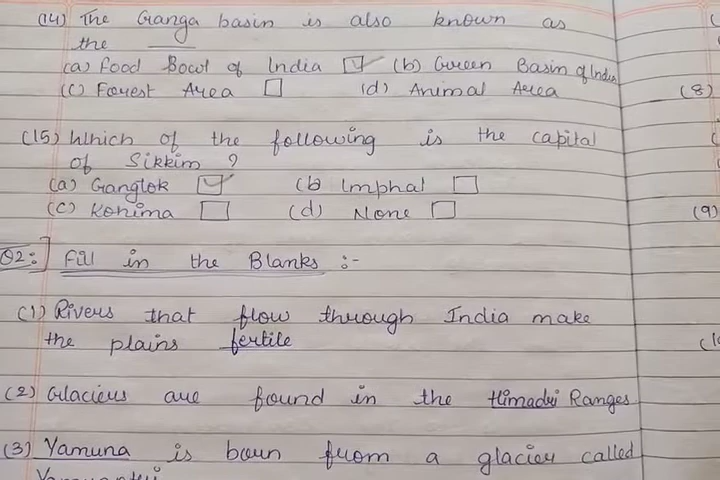 (14) The Ganga basin is also known as
the ____
(a) Food Bowl of India ☑ (b) Green Basin of India
(c) Forest Area ☐ (d) Animal Area
(15) Which of the following is the capital
of Sikkim ?
(a) Gangtok ☑ (b Imphal ☐
(c) Kohima ☐ (d) None ☐
Q2:] Fill in the Blanks :-
(1) Rivers that flow through India make
the plains fertile
(2) Glaciers are found in the Himadri Ranges
(3) Yamuna is born from a glacier called
(8)
(9)